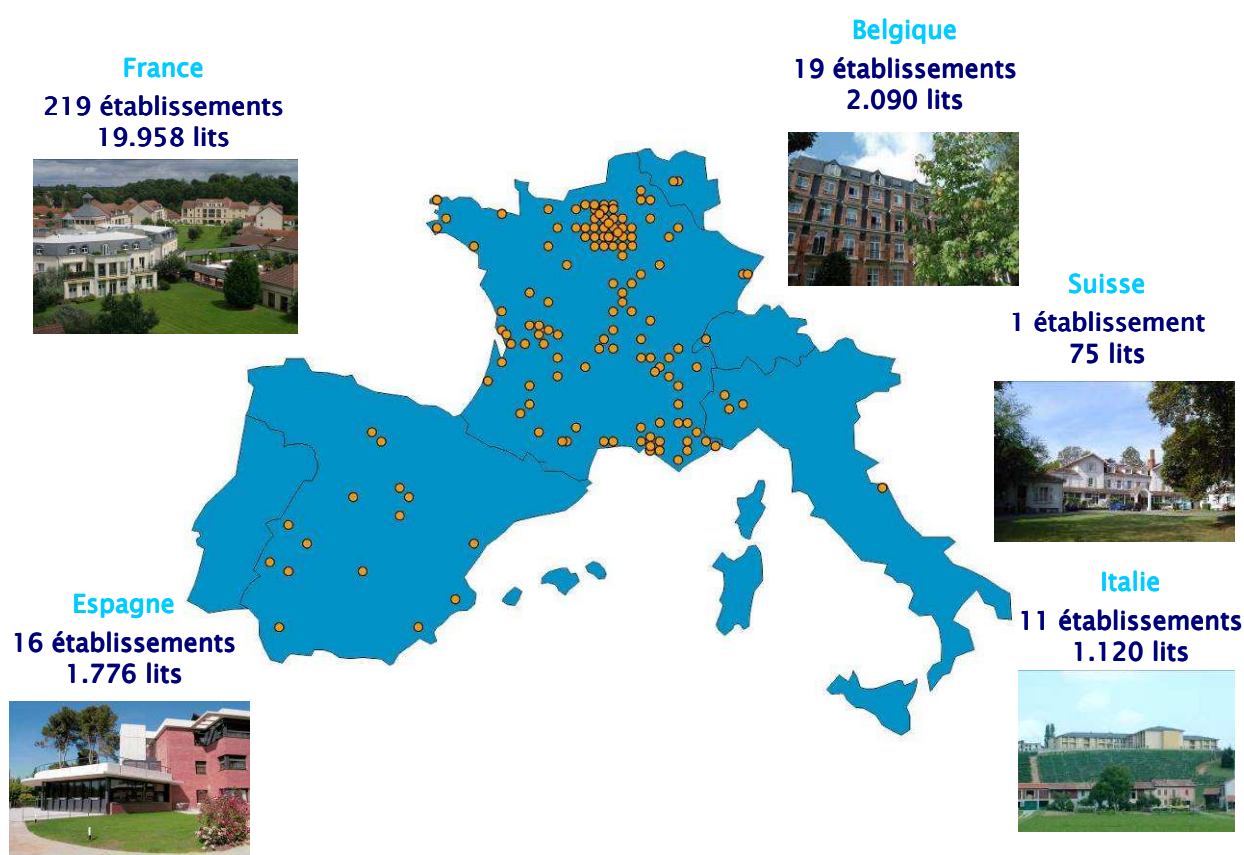 Belgique
19 établissements
2.090 lits
France
219 établissements
19.958 lits
Suisse
1 établissement
75 lits
Italie
11 établissements
1.120 lits
Espagne
16 établissements
1.776 lits